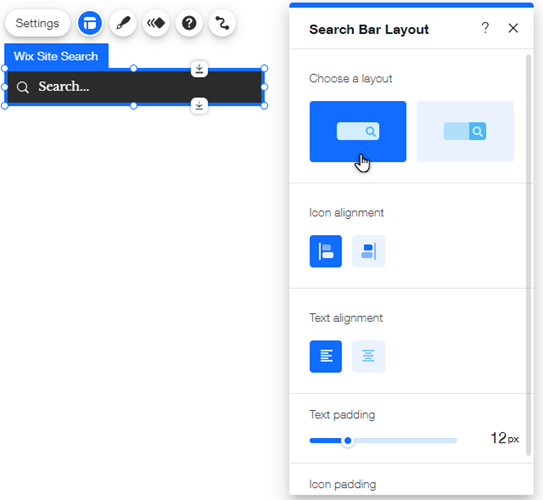 Settings
Wix Site Search
Search...
Search Bar Layout ?
Choose a layout
Icon alignment
Text alignment
Text padding
12px
Icon padding